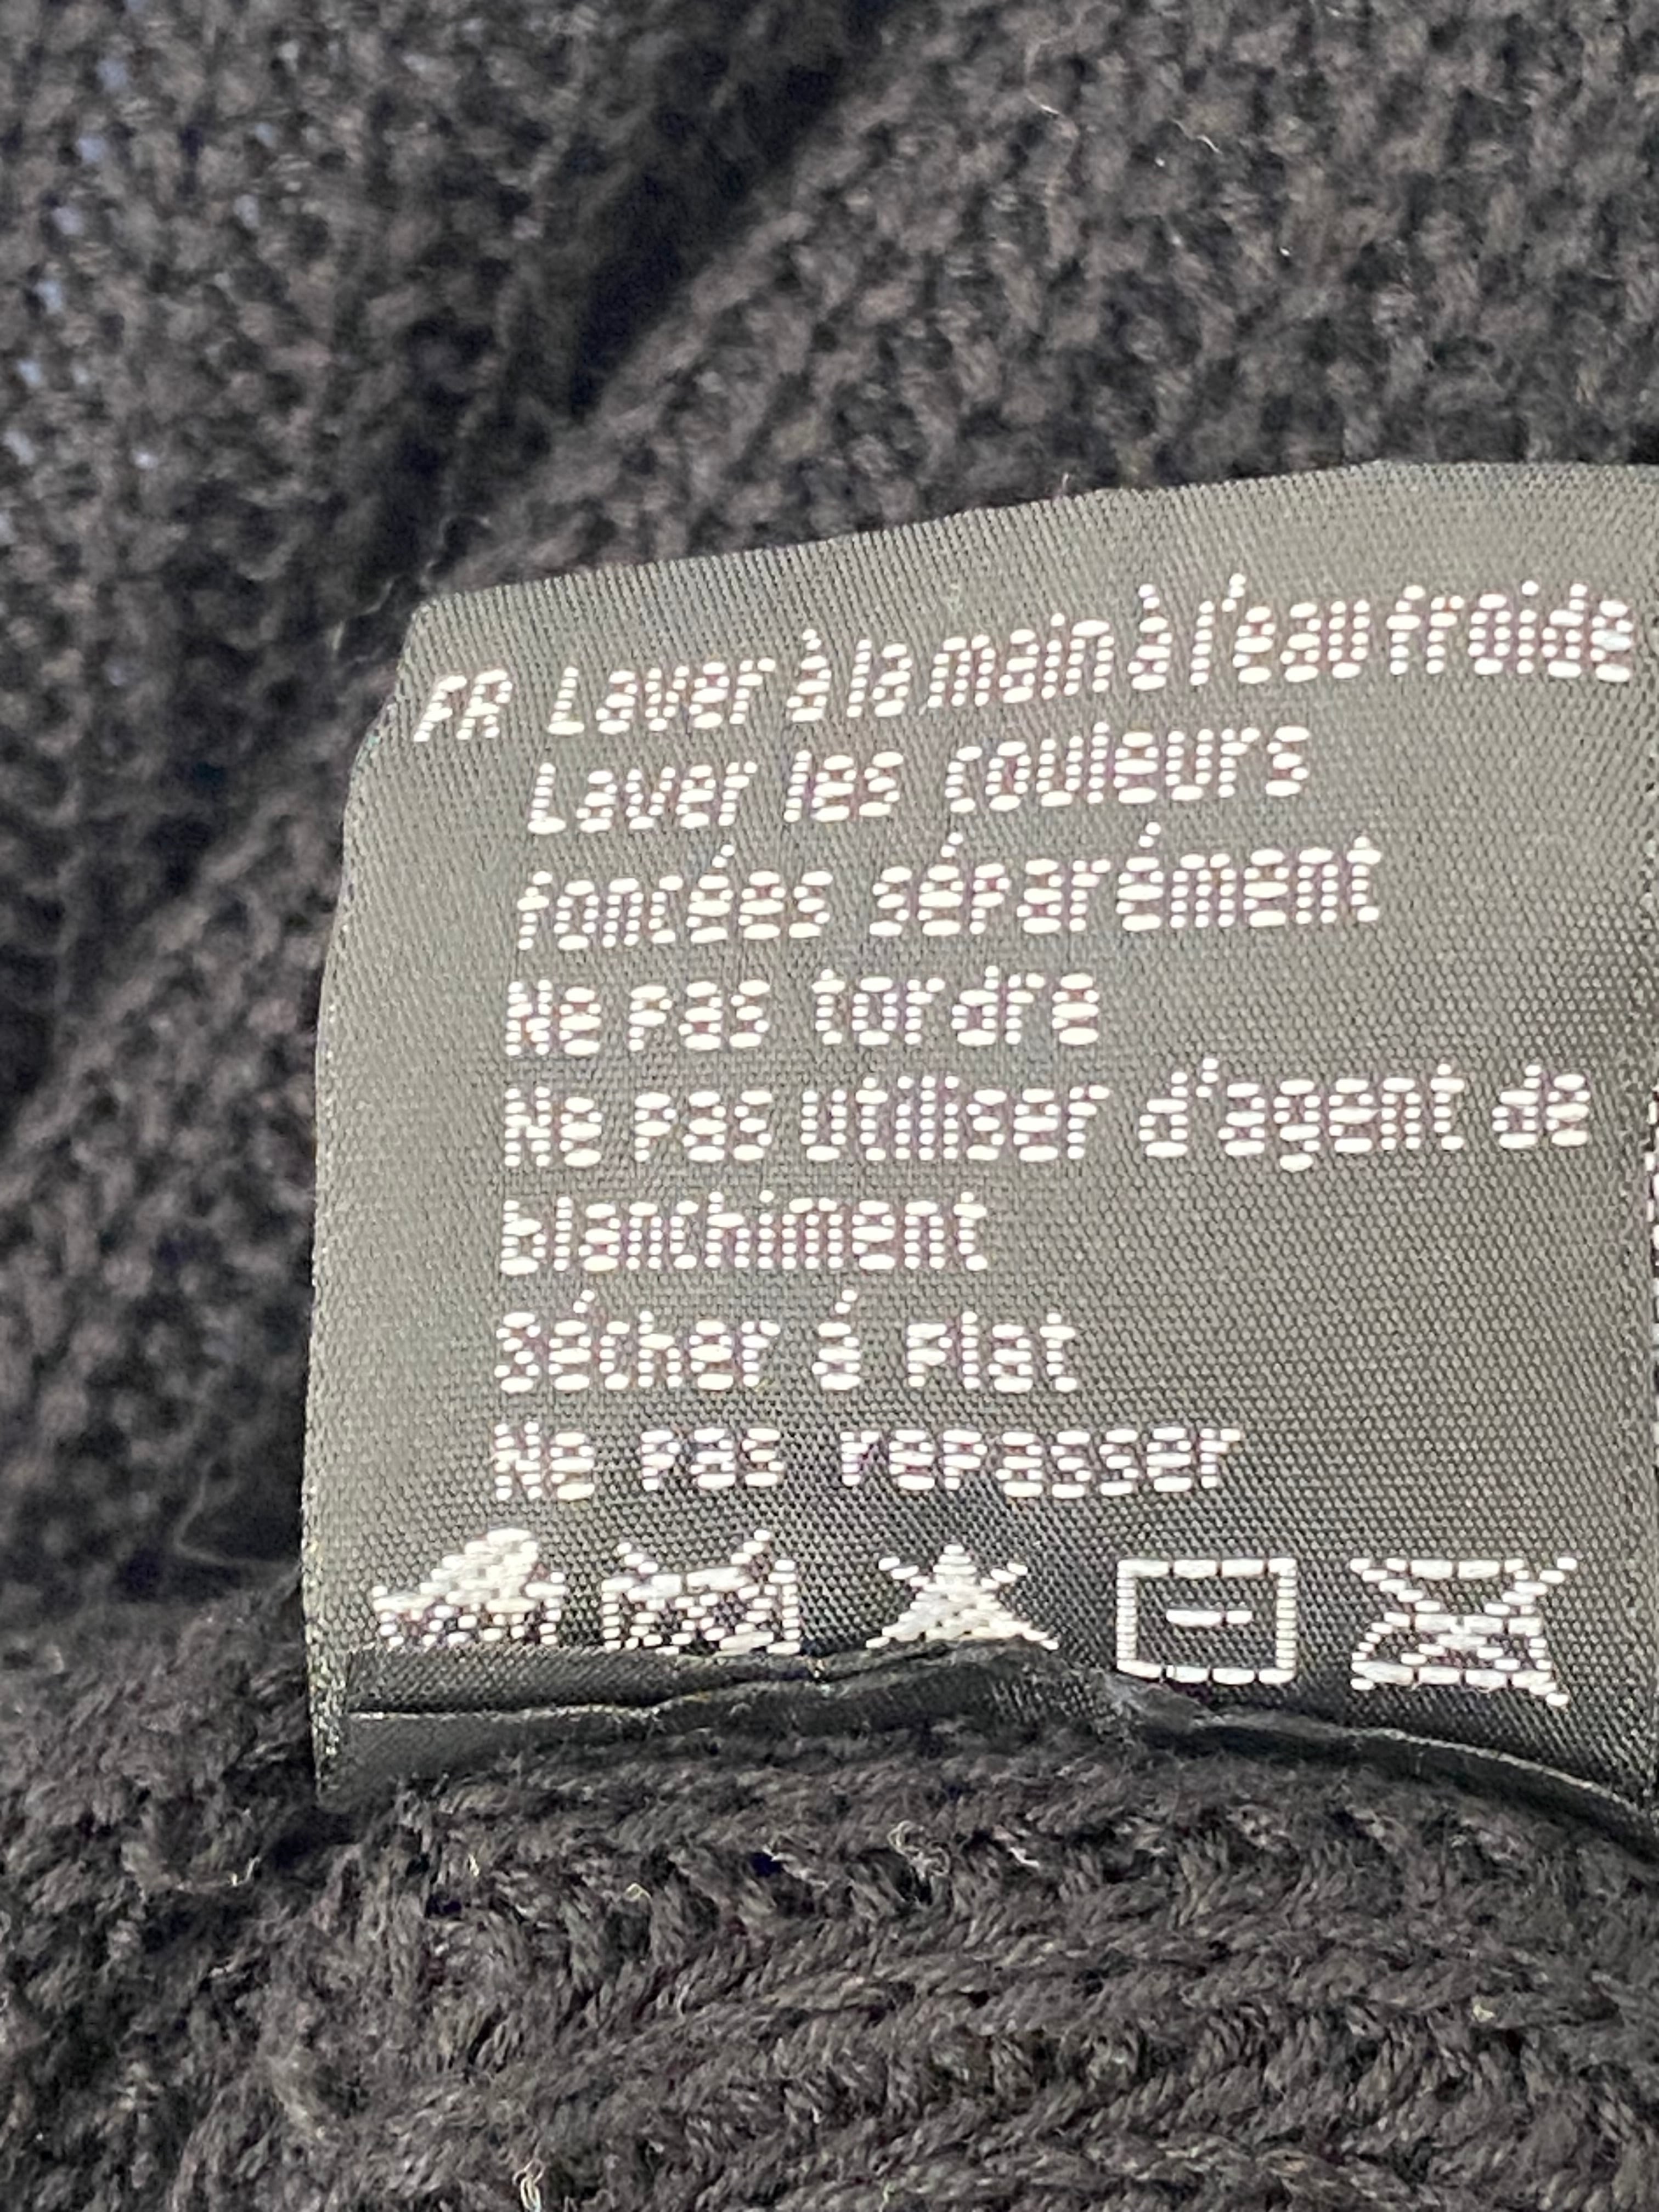 FR Laver à la main à l'eau froide
Laver les couleurs
foncées séparément
Ne pas tordre
Ne pas utiliser d'agent de
blanchiment
Sécher á plat
Ne pas repasser